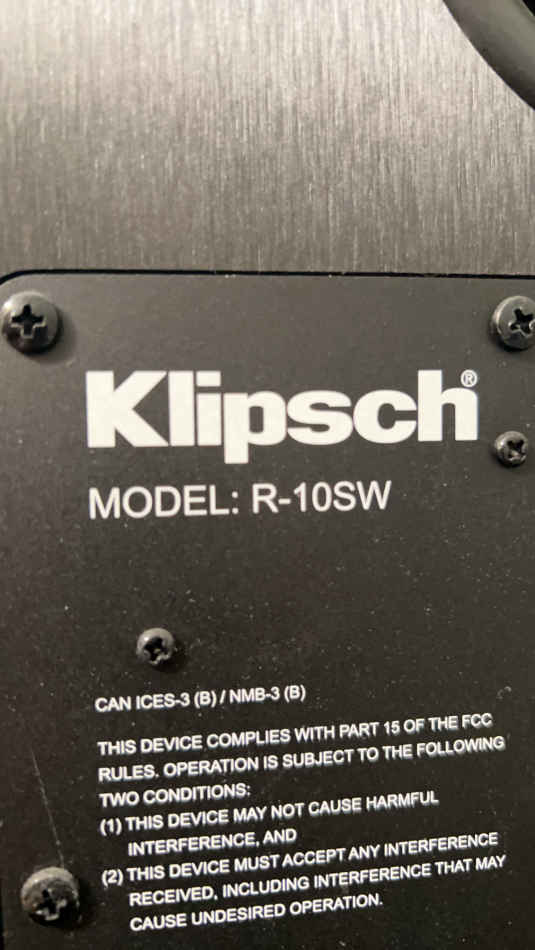 Klipsch®
MODEL: R-10SW
CAN ICES-3 (B) / NMB-3 (B)
THIS DEVICE COMPLIES WITH PART 15 OF THE FCC
RULES. OPERATION IS SUBJECT TO THE FOLLOWING
TWO CONDITIONS:
(1) THIS DEVICE MAY NOT CAUSE HARMFUL
INTERFERENCE, AND
(2) THIS DEVICE MUST ACCEPT ANY INTERFERENCE
RECEIVED, INCLUDING INTERFERENCE THAT MAY
CAUSE UNDESIRED OPERATION.